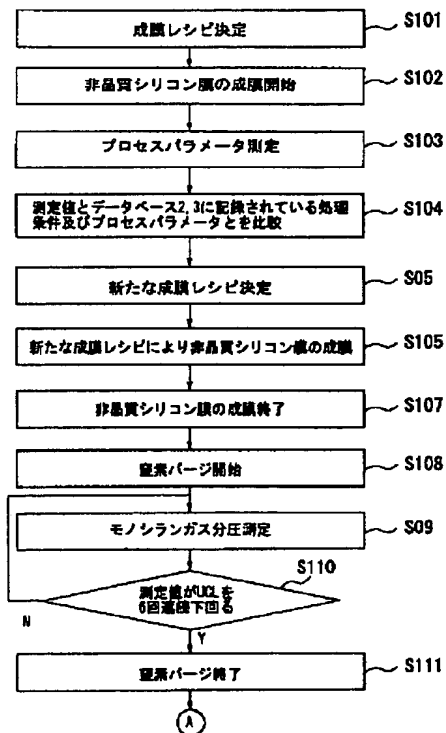 成膜レシピ決定
S101
非品質シリコン膜の成膜開始
S102
プロセスパラメータ測定
S103
測定値とデータベース2,3に記録されている処理
条件及びプロセスパラメータとを比較
S104
新たな成膜レシピ決定
S05
新たな成膜レシピにより非品質シリコン膜の成膜
S105
非品質シリコン膜の成膜終了
S107
窒素パージ開始
S108
モノシランガス分圧測定
S09
測定値がUCLを
6回連続下回る
S110
N
Y
窒素パージ終了
S111
A